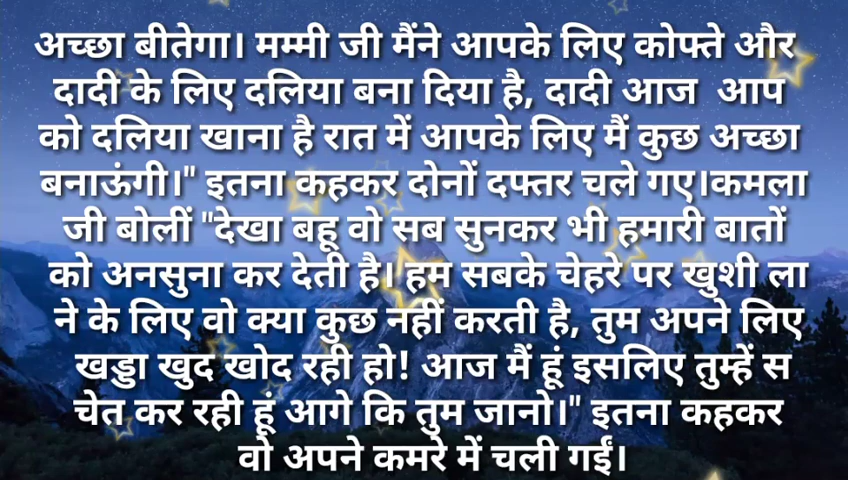 अच्छा बीतेगा। मम्मी जी मैंने आपके लिए कोफ्ते और
दादी के लिए दलिया बना दिया है, दादी आज आप
को दलिया खाना है रात में आपके लिए मैं कुछ अच्छा
बनाऊंगी।" इतना कहकर दोनों दफ्तर चले गए।कमला
जी बोलीं "देखा बहू वो सब सुनकर भी हमारी बातों
को अनसुना कर देती है। हम सबके चेहरे पर खुशी ला
ने के लिए वो क्या कुछ नहीं करती है, तुम अपने लिए
खड्डा खुद खोद रही हो! आज मैं हूं इसलिए तुम्हें स
चेत कर रही हूं आगे कि तुम जानो।" इतना कहकर
वो अपने कमरे में चली गईं।